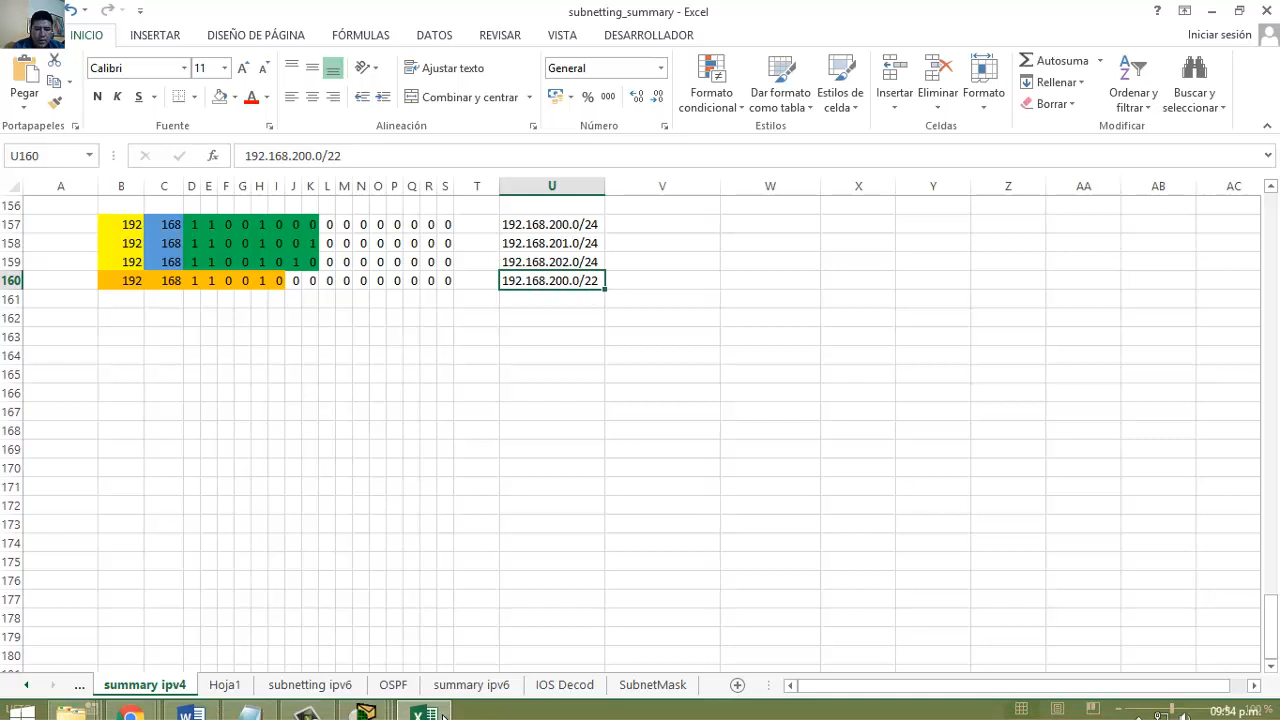 subnetting_summary - Excel
INICIO INSERTAR DISEÑO DE PÁGINA FÓRMULAS DATOS REVISAR VISTA DESARROLLADOR Iniciar sesión
Pegar
Portapapeles
Calibri 11
N K S
Fuente
Ajustar texto
Combinar y centrar
Alineación
General
% 000
Número
Formato condicional
Dar formato como tabla
Estilos de celda
Estilos
Insertar Eliminar Formato
Celdas
Autosuma
Rellenar
Borrar
Ordenar y filtrar
Buscar y seleccionar
Modificar
U160 fx 192.168.200.0/22
A B C D E F G H I J K L M N O P Q R S T U V W X Y Z AA AB AC
156
157 192 168 1 1 0 0 1 0 0 0 0 0 0 0 0 0 0 0 192.168.200.0/24
158 192 168 1 1 0 0 1 0 0 1 0 0 0 0 0 0 0 0 192.168.201.0/24
159 192 168 1 1 0 0 1 0 1 0 0 0 0 0 0 0 0 0 192.168.202.0/24
160 192 168 1 1 0 0 1 0 0 0 0 0 0 0 0 0 0 0 192.168.200.0/22
161
162
163
164
165
166
167
168
169
170
171
172
173
174
175
176
177
178
179
180
... summary ipv4 Hoja1 subnetting ipv6 OSPF summary ipv6 IOS Decod SubnetMask
09:54 p.m.